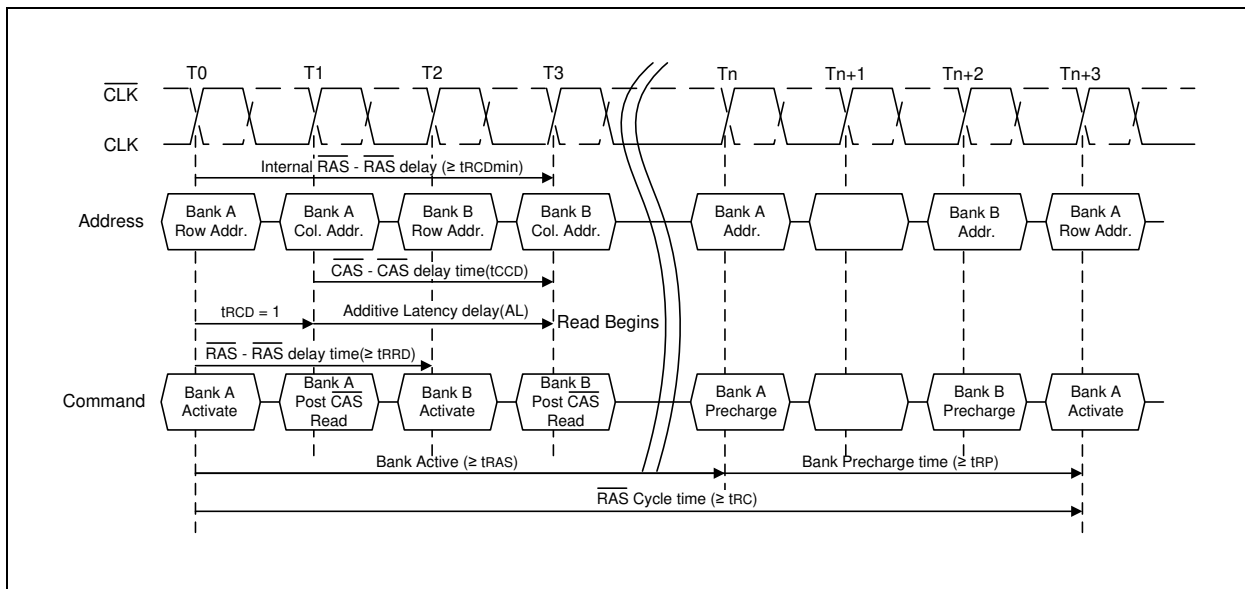 T0 T1 T2 T3 Tn Tn+1 Tn+2 Tn+3
CLK
CLK
Internal RAS - RAS delay (≥ tRCDmin)
Address
Bank A
Row Addr.
Bank A
Col. Addr.
Bank B
Row Addr.
Bank B
Col. Addr.
Bank A
Addr.
Bank B
Addr.
Bank A
Row Addr.
CAS - CAS delay time(tCCD)
tRCD = 1
Additive Latency delay(AL)
Read Begins
RAS - RAS delay time(≥ tRRD)
Command
Bank A
Activate
Bank A
Post CAS
Read
Bank B
Activate
Bank B
Post CAS
Read
Bank A
Precharge
Bank B
Precharge
Bank A
Activate
Bank Active (≥ tRAS)
Bank Precharge time (≥ tRP)
RAS Cycle time (≥ tRC)